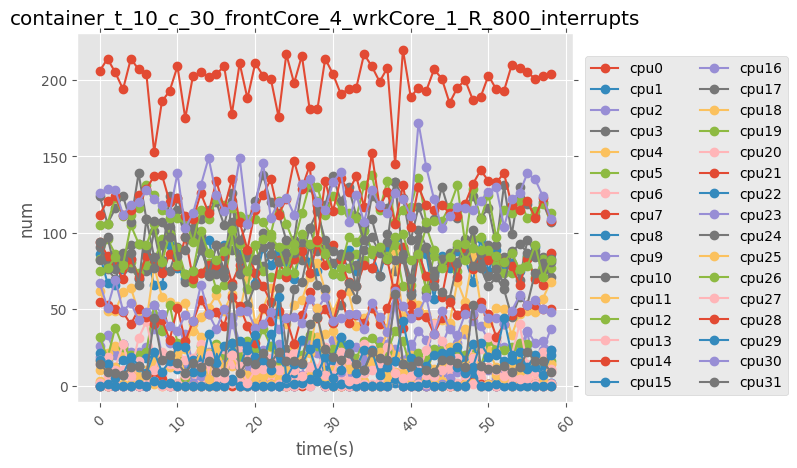 container_t_10_c_30_frontCore_4_wrkCore_1_R_800_interrupts
num
200
150
100
50
0
0
10
20
30
40
50
60
time(s)
cpu0
cpu1
cpu2
cpu3
cpu4
cpu5
cpu6
cpu7
cpu8
cpu9
cpu10
cpu11
cpu12
cpu13
cpu14
cpu15
cpu16
cpu17
cpu18
cpu19
cpu20
cpu21
cpu22
cpu23
cpu24
cpu25
cpu26
cpu27
cpu28
cpu29
cpu30
cpu31